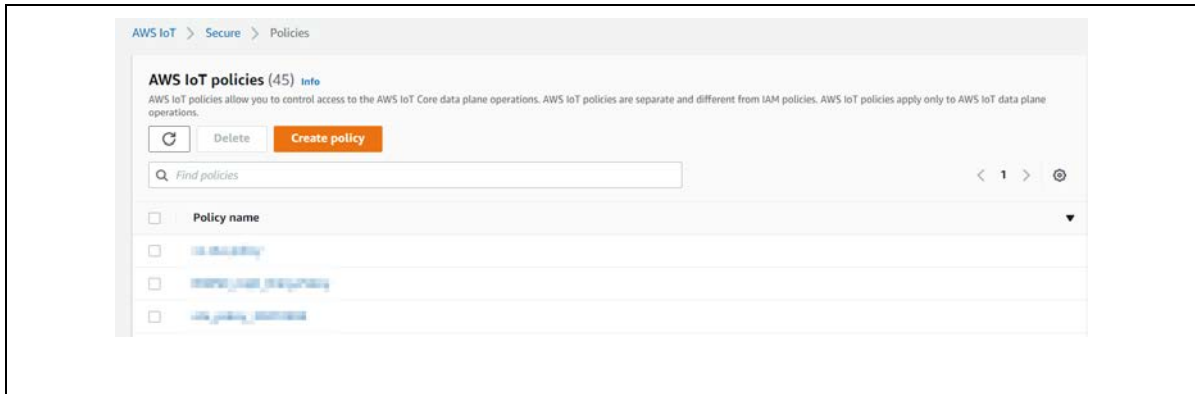 AWS IoT > Secure > Policies
AWS IoT policies (45) Info
AWS IoT policies allow you to control access to the AWS IoT Core data plane operations. AWS IoT policies are separate and different from IAM policies. AWS IoT policies apply only to AWS IoT data plane
operations.
Delete Create policy
Find policies < 1 >
Policy name